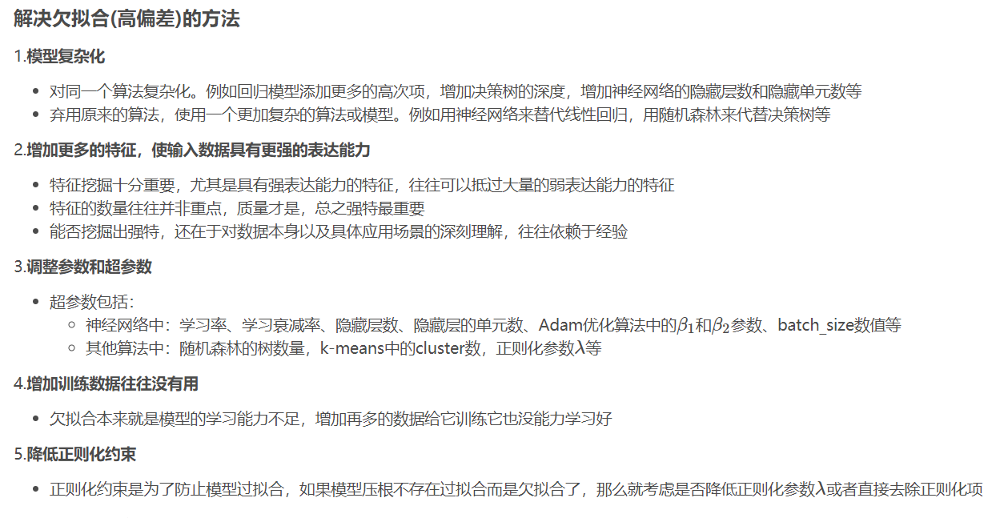 解决欠拟合(高偏差)的方法
1.模型复杂化
• 对同一个算法复杂化。例如回归模型添加更多的高次项，增加决策树的深度，增加神经网络的隐藏层数和隐藏单元数等
• 弃用原来的算法，使用一个更加复杂的算法或模型。例如用神经网络来替代线性回归，用随机森林来代替决策树等
2.增加更多的特征，使输入数据具有更强的表达能力
• 特征挖掘十分重要，尤其是具有强表达能力的特征，往往可以抵过大量的弱表达能力的特征
• 特征的数量往往并非重点，质量才是，总之强特最重要
• 能否挖掘出强特，还在于对数据本身以及具体应用场景的深刻理解，往往依赖于经验
3.调整参数和超参数
• 超参数包括：
◦ 神经网络中：学习率、学习衰减率、隐藏层数、隐藏层的单元数、Adam优化算法中的β₁和β₂参数、batch_size数值等
◦ 其他算法中：随机森林的树数量，k-means中的cluster数，正则化参数λ等
4.增加训练数据往往没有用
• 欠拟合本来就是模型的学习能力不足，增加再多的数据给它训练它也没能力学习好
5.降低正则化约束
• 正则化约束是为了防止模型过拟合，如果模型压根不存在过拟合而是欠拟合了，那么就考虑是否降低正则化参数λ或者直接去除正则化项